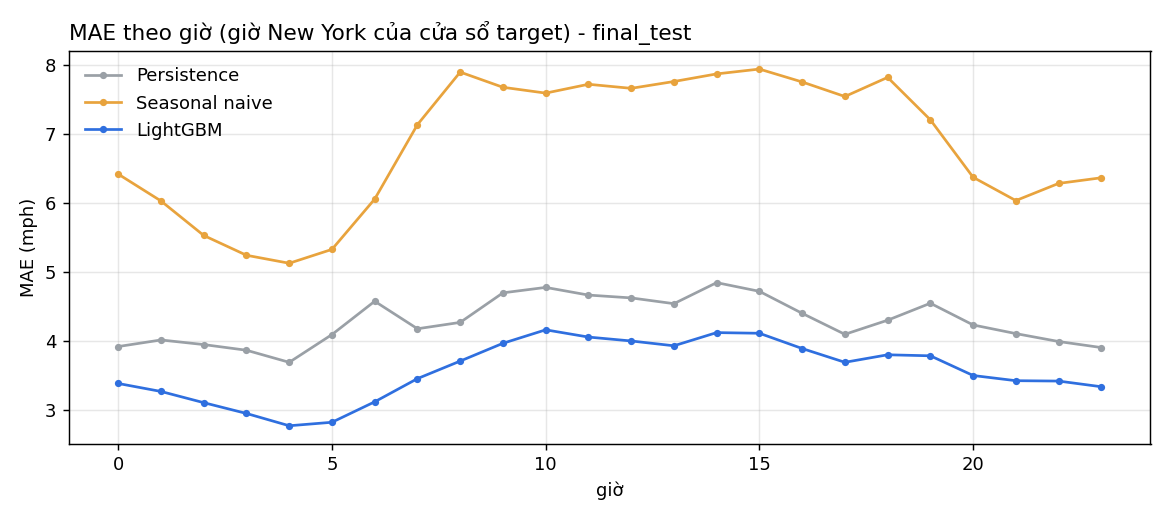 MAE theo giờ (giờ New York của cửa sổ target) - final_test
Persistence
Seasonal naive
LightGBM
8
7
6
5
4
3
MAE (mph)
0 5 10 15 20
giờ